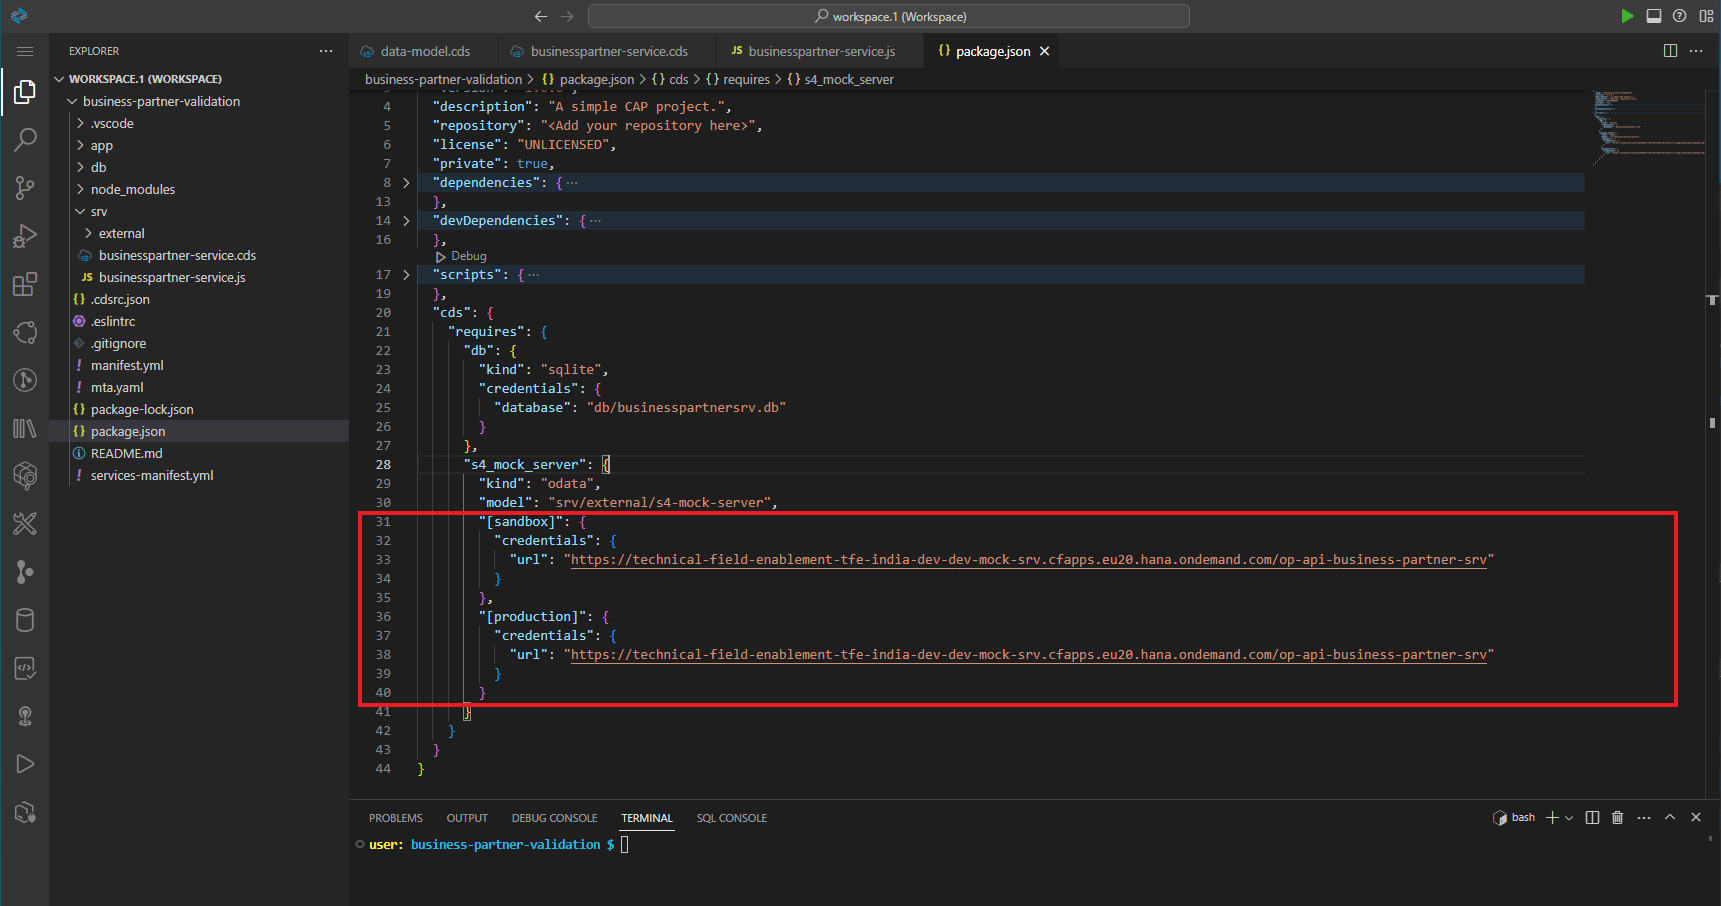 workspace.1 (Workspace)
EXPLORER
WORKSPACE.1 (WORKSPACE)
business-partner-validation
.vscode
app
db
node_modules
srv
external
businesspartner-service.cds
JS businesspartner-service.js
{} .cdsrc.json
.eslintrc
.gitignore
! manifest.yml
! mta.yaml
{} package-lock.json
{} package.json
README.md
! services-manifest.yml
data-model.cds
businesspartner-service.cds
JS businesspartner-service.js
{} package.json
business-partner-validation > {} package.json > {} cds > {} requires > {} s4_mock_server
4 "description": "A simple CAP project.",
5 "repository": "<Add your repository here>",
6 "license": "UNLICENSED",
7 "private": true,
8 "dependencies": { ...
13 },
14 "devDependencies": { ...
16 },
Debug
17 "scripts": { ...
19 },
20 "cds": {
21 "requires": {
22 "db": {
23 "kind": "sqlite",
24 "credentials": {
25 "database": "db/businesspartnersrv.db"
26 }
27 },
28 "s4_mock_server": {
29 "kind": "odata",
30 "model": "srv/external/s4-mock-server",
31 "[sandbox]": {
32 "credentials": {
33 "url": "https://technical-field-enablement-tfe-india-dev-dev-mock-srv.cfapps.eu20.hana.ondemand.com/op-api-business-partner-srv"
34 }
35 },
36 "[production]": {
37 "credentials": {
38 "url": "https://technical-field-enablement-tfe-india-dev-dev-mock-srv.cfapps.eu20.hana.ondemand.com/op-api-business-partner-srv"
39 }
40 }
41 }
42 }
43 }
44 }
PROBLEMS OUTPUT DEBUG CONSOLE TERMINAL SQL CONSOLE
bash
user: business-partner-validation $